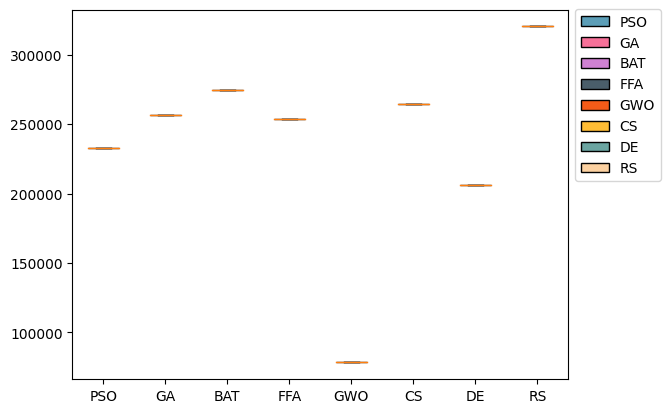 300000
250000
200000
150000
100000
PSO GA BAT FFA GWO CS DE RS
PSO
GA
BAT
FFA
GWO
CS
DE
RS